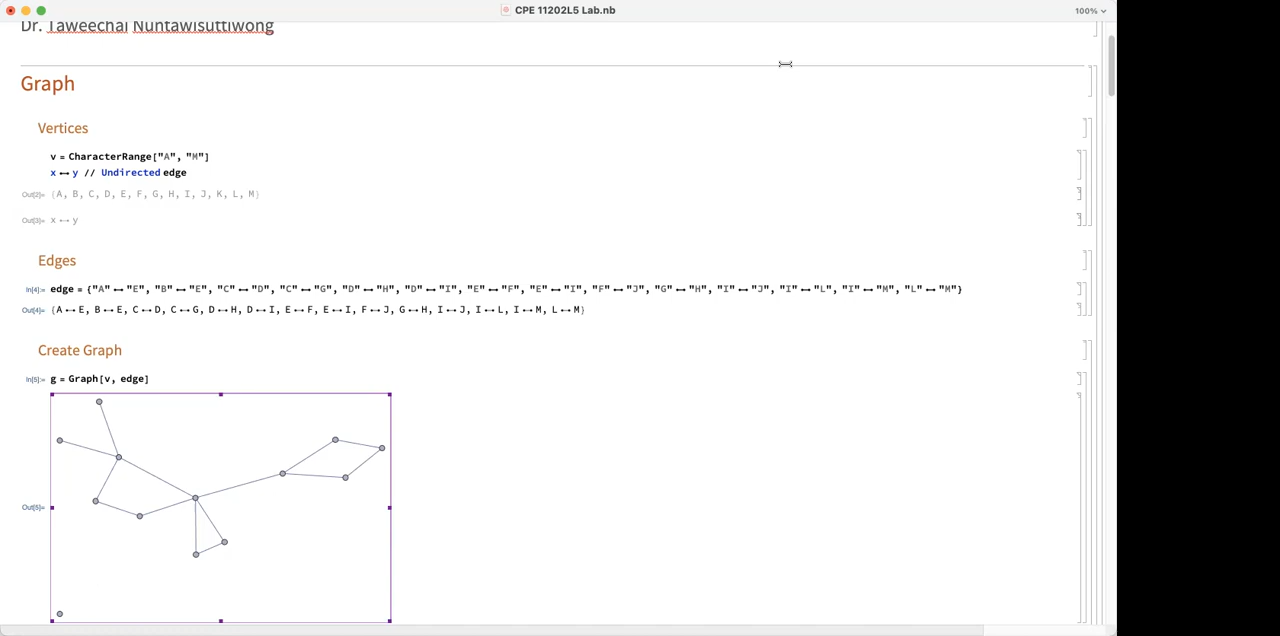 CPE 11202L5 Lab.nb
100%
Dr. Taweechai Nuntawisuttiwong
Graph
Vertices
v = CharacterRange["A", "M"]
x ↔ y // Undirected edge
Out[2]= {A, B, C, D, E, F, G, H, I, J, K, L, M}
Out[3]= x ↔ y
Edges
In[4]:= edge = {"A" ↔ "E", "B" ↔ "E", "C" ↔ "D", "C" ↔ "G", "D" ↔ "H", "D" ↔ "I", "E" ↔ "F", "E" ↔ "I", "F" ↔ "J", "G" ↔ "H", "I" ↔ "J", "I" ↔ "L", "I" ↔ "M", "L" ↔ "M"}
Out[4]= {A ↔ E, B ↔ E, C ↔ D, C ↔ G, D ↔ H, D ↔ I, E ↔ F, E ↔ I, F ↔ J, G ↔ H, I ↔ J, I ↔ L, I ↔ M, L ↔ M}
Create Graph
In[5]:= g = Graph[v, edge]
Out[5]=